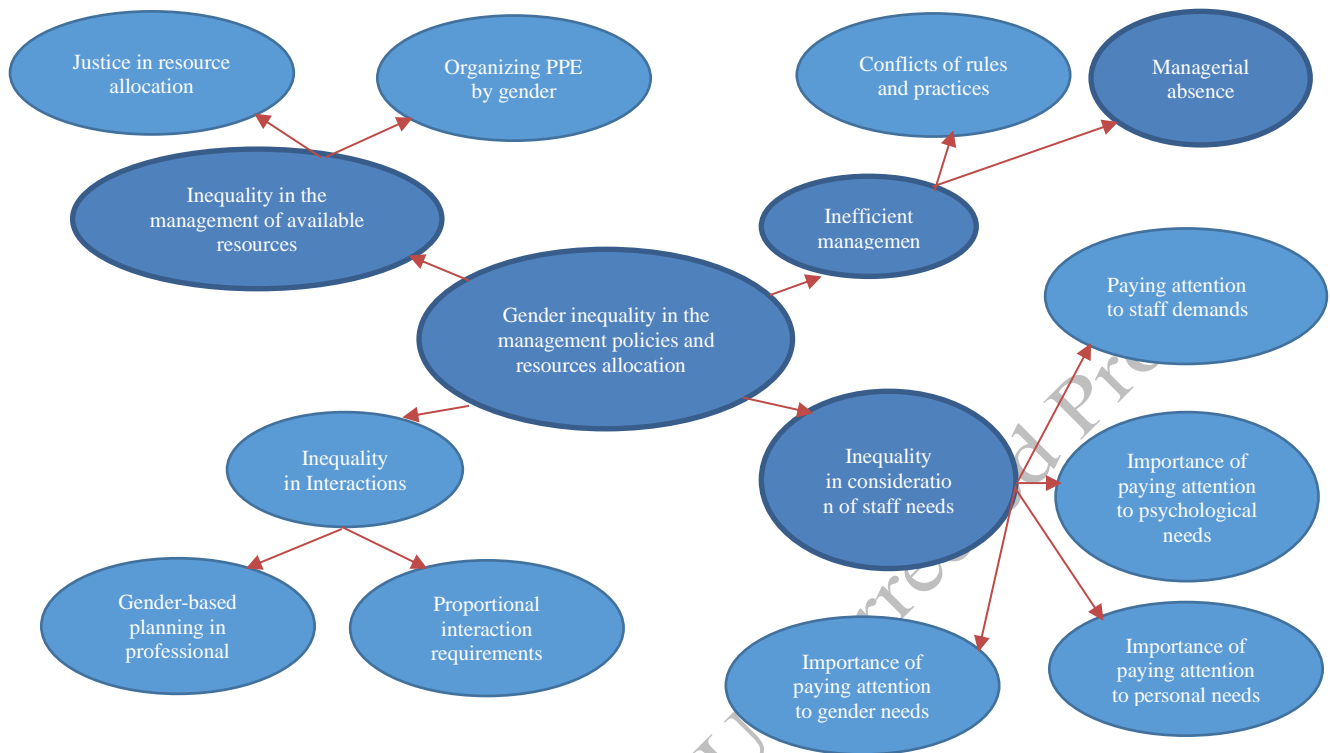 Justice in resource
allocation
Organizing PPE
by gender
Conflicts of rules
and practices
Managerial
absence
Inequality in the
management of available
resources
Inefficient
managemen
Gender inequality in the
management policies and
resources allocation
Paying attention
to staff demands
Inequality
in Interactions
Inequality
in consideratio
n of staff needs
Importance of
paying attention
to psychological
needs
Gender-based
planning in
professional
Proportional
interaction
requirements
Importance of
paying attention
to gender needs
Importance of
paying attention
to personal needs